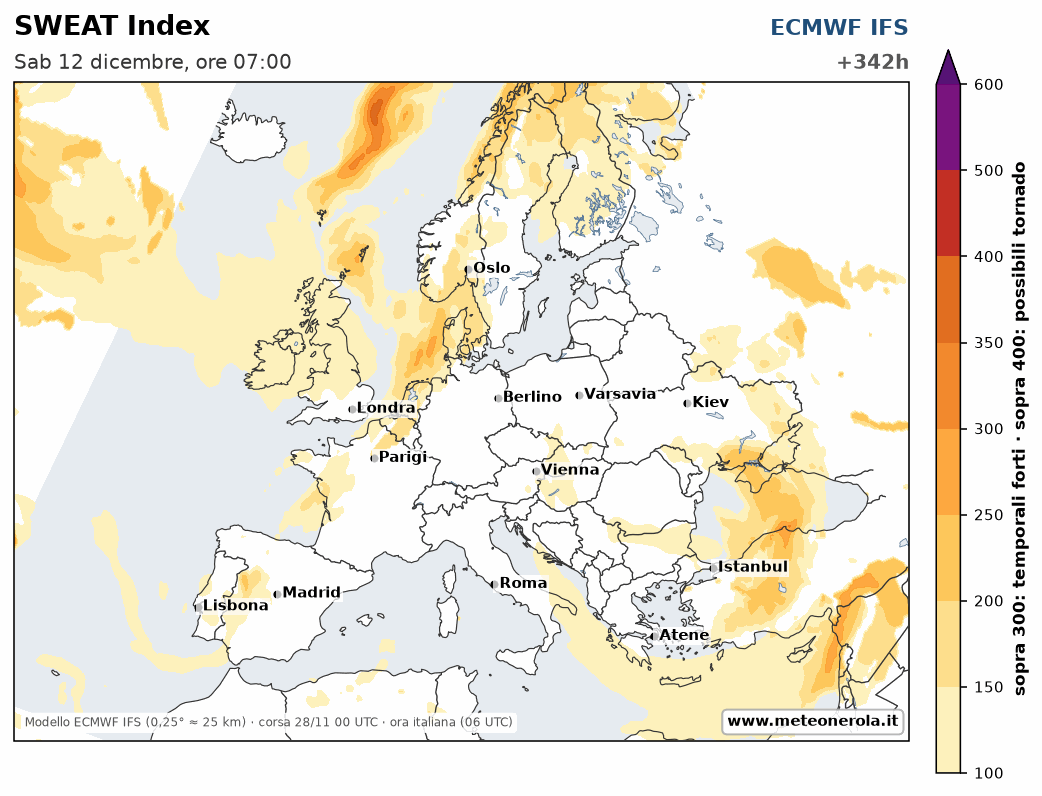 SWEAT Index
ECMWF IFS
Sab 12 dicembre, ore 07:00
+342h
Oslo
Londra
Berlino
Varsavia
Kiev
Parigi
Vienna
Istanbul
Roma
Madrid
Lisbona
Atene
Modello ECMWF IFS (0,25° ≈ 25 km) · corsa 28/11 00 UTC · ora italiana (06 UTC)
www.meteonerola.it
600
500
400
350
300
250
200
150
100
sopra 300: temporali forti · sopra 400: possibili tornado